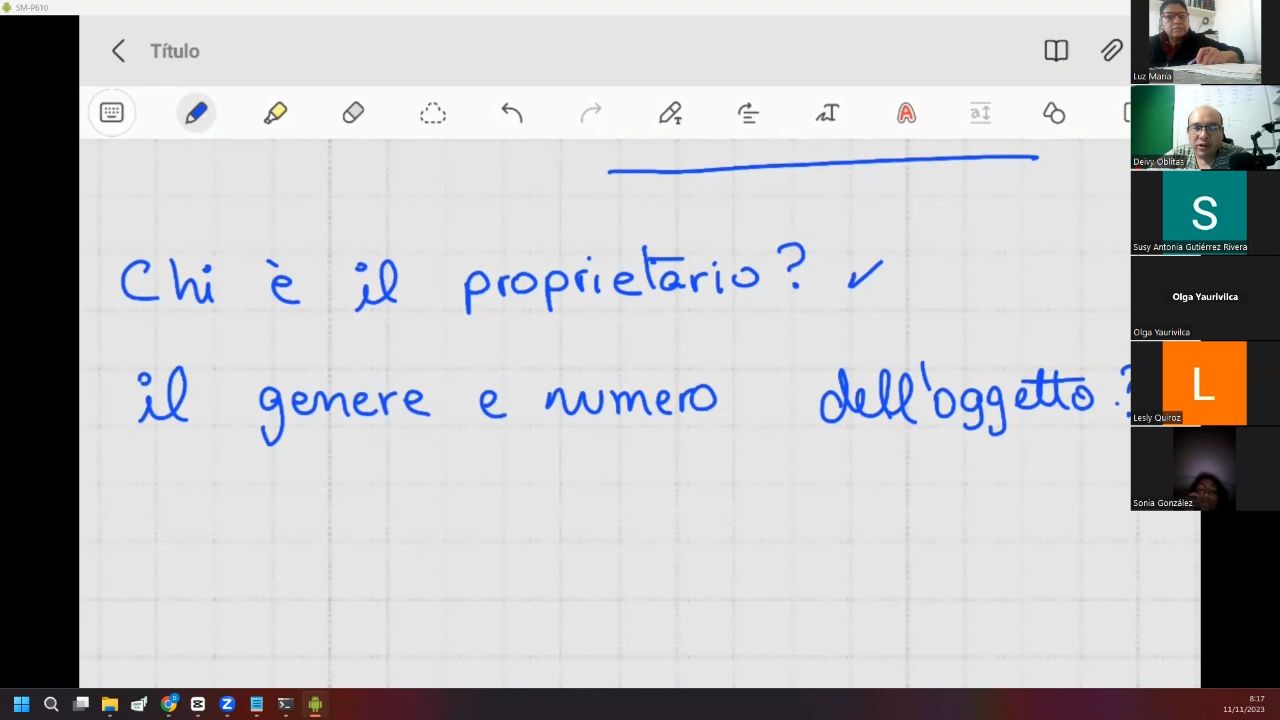 SM-P610
Título
Chi è il proprietario? ✓
il genere e numero dell'oggetto?
Luz María
Deivy Oblitas
S
Susy Antonia Gutiérrez Rivera
Olga Yaurivilca
Olga Yaurivilca
L
Lesly Quiroz
Sonia González
8:17
11/11/2023